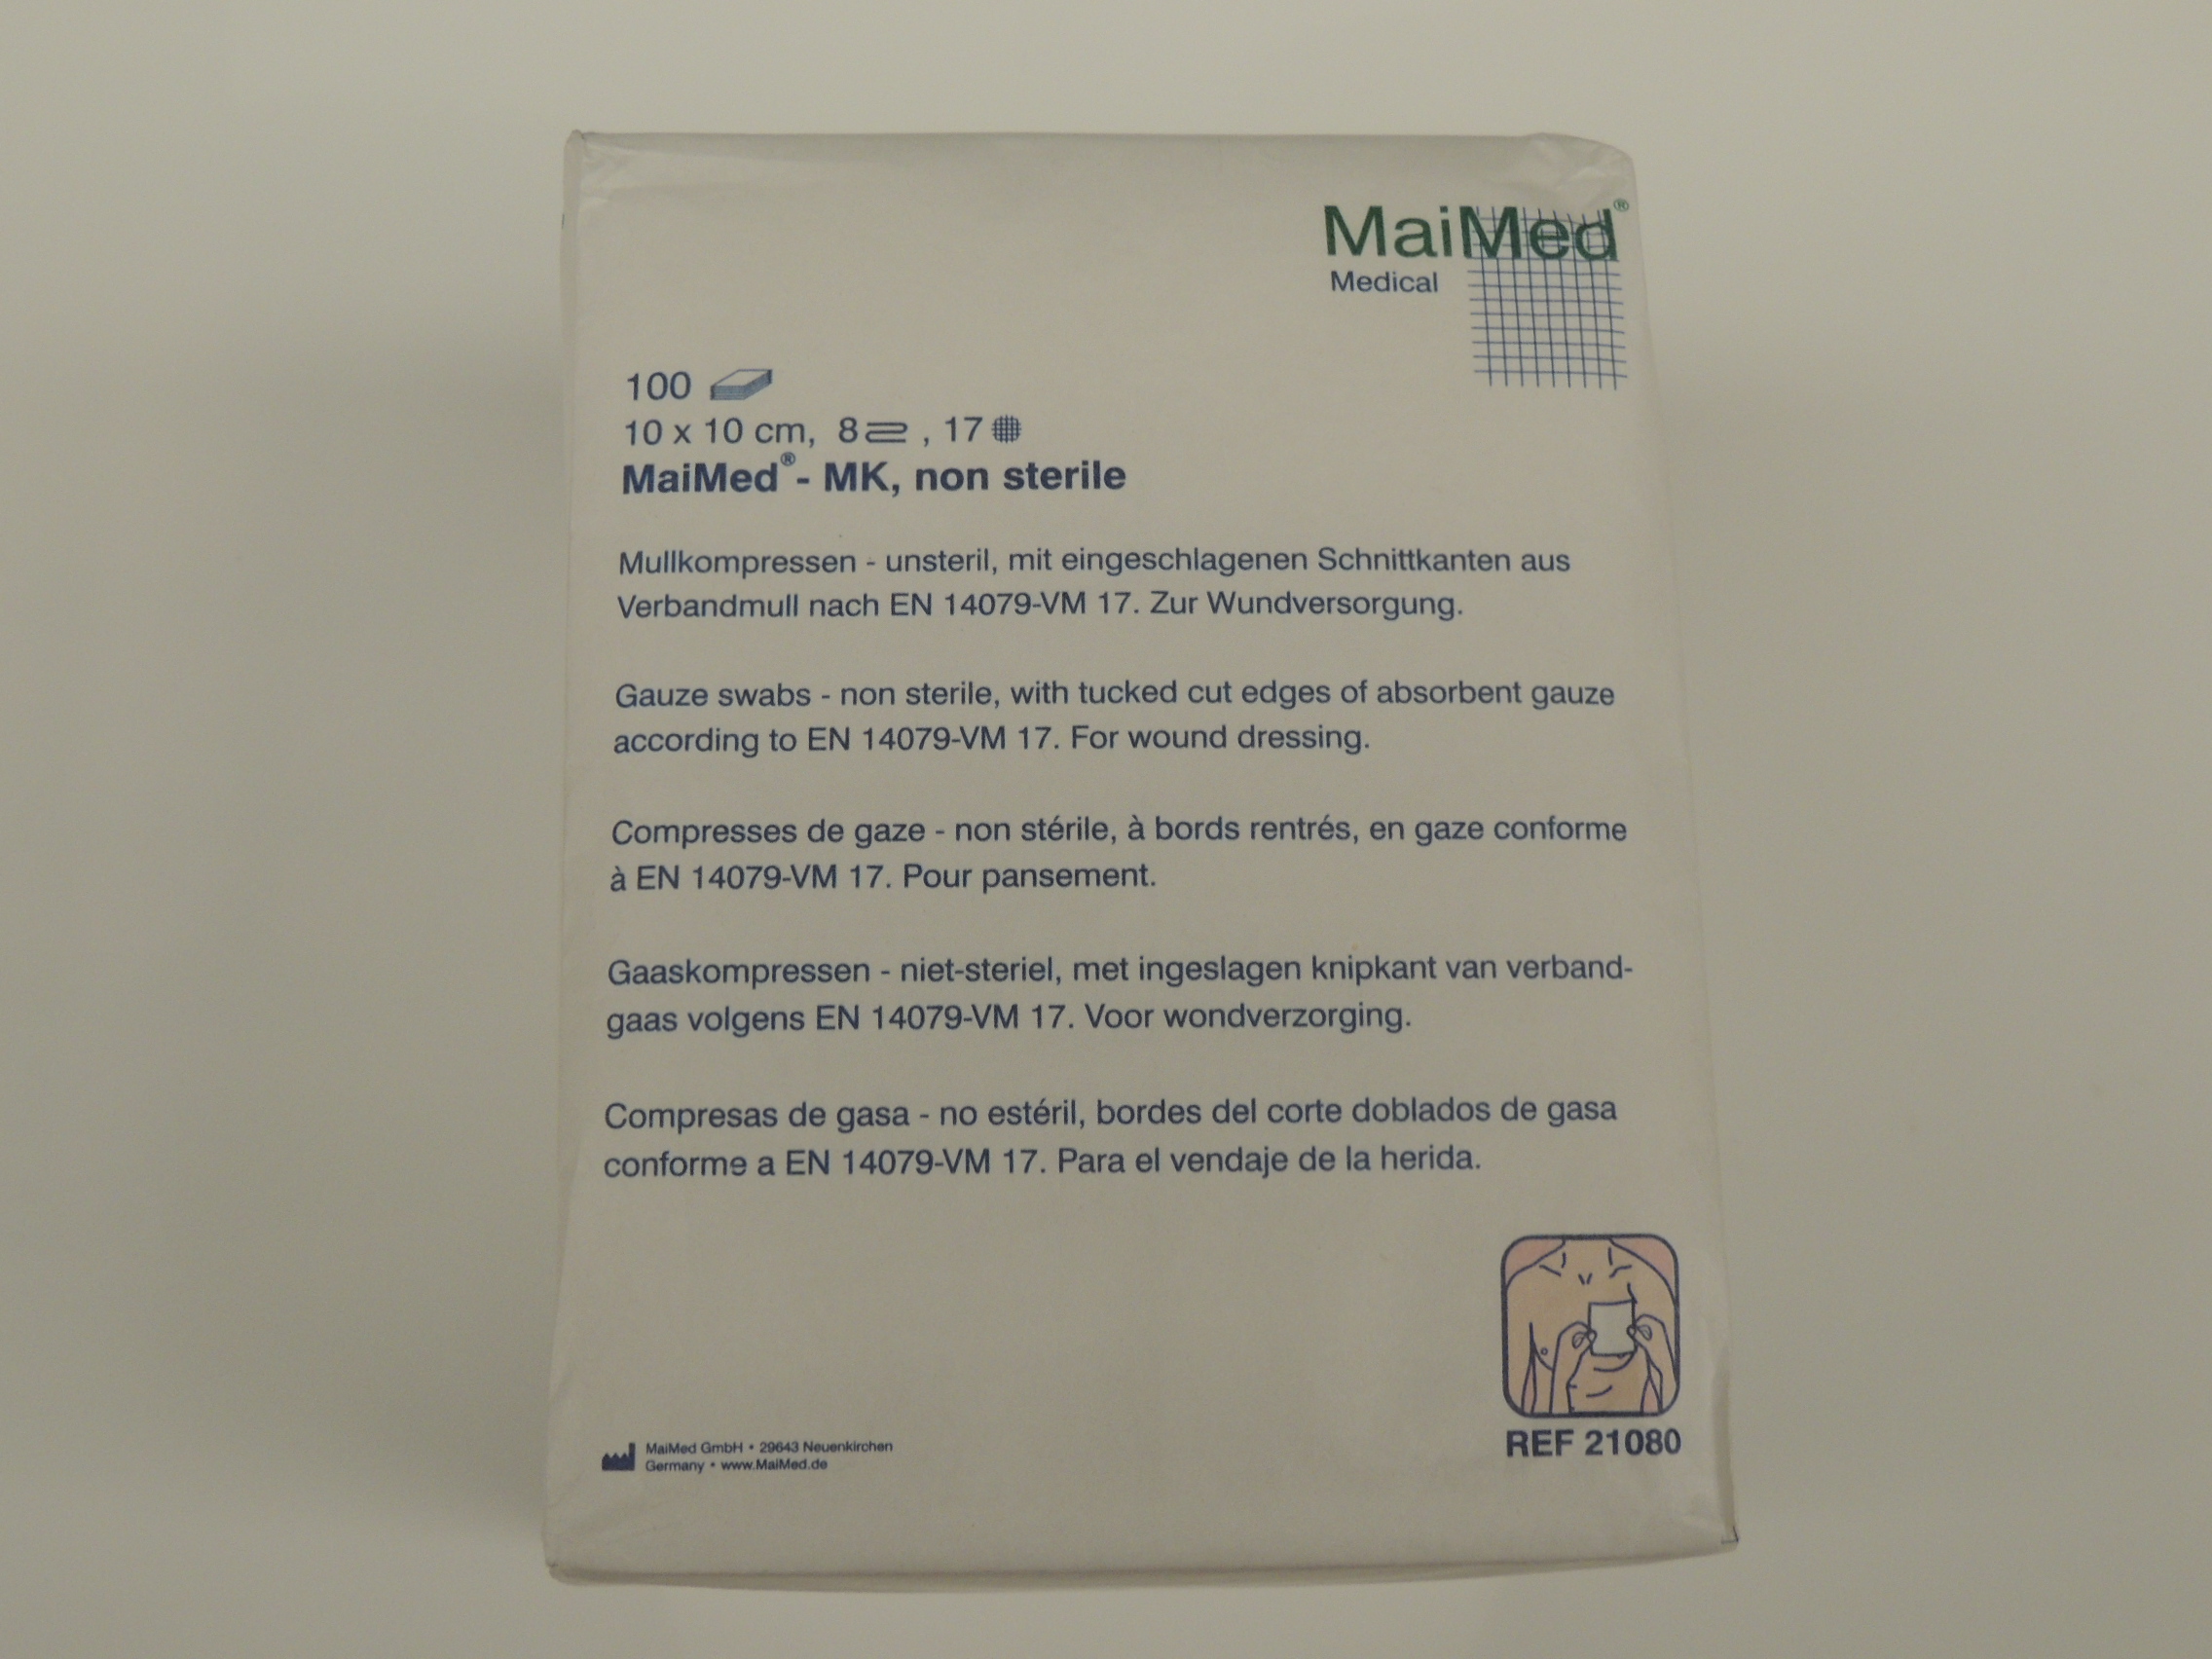 MaiMed®
Medical
100
10 x 10 cm, 8 , 17
MaiMed®- MK, non sterile
Mullkompressen - unsteril, mit eingeschlagenen Schnittkanten aus
Verbandmull nach EN 14079-VM 17. Zur Wundversorgung.
Gauze swabs - non sterile, with tucked cut edges of absorbent gauze
according to EN 14079-VM 17. For wound dressing.
Compresses de gaze - non stérile, à bords rentrés, en gaze conforme
à EN 14079-VM 17. Pour pansement.
Gaaskompressen - niet-steriel, met ingeslagen knipkant van verband-
gaas volgens EN 14079-VM 17. Voor wondverzorging.
Compresas de gasa - no estéril, bordes del corte doblados de gasa
conforme a EN 14079-VM 17. Para el vendaje de la herida.
REF 21080
MaiMed GmbH • 29643 Neuenkirchen
Germany • www.MaiMed.de